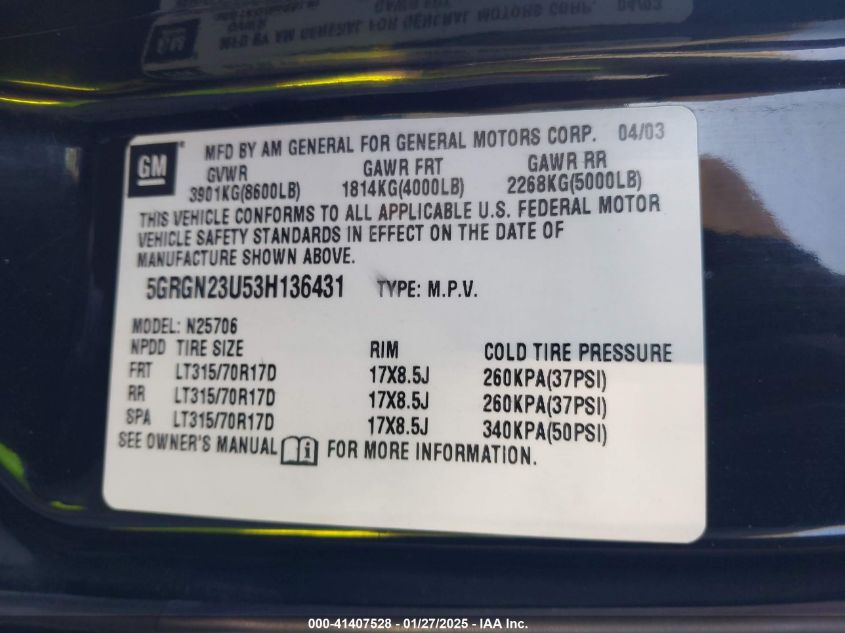 GM
MFD BY AM GENERAL FOR GENERAL MOTORS CORP. 04/03
GVWR GAWR FRT GAWR RR
3901KG(8600LB) 1814KG(4000LB) 2268KG(5000LB)
THIS VEHICLE CONFORMS TO ALL APPLICABLE U.S. FEDERAL MOTOR
VEHICLE SAFETY STANDARDS IN EFFECT ON THE DATE OF
MANUFACTURE SHOWN ABOVE.
5GRGN23U53H136431 TYPE: M.P.V.
MODEL: N25706
NPDD TIRE SIZE RIM COLD TIRE PRESSURE
FRT LT315/70R17D 17X8.5J 260KPA(37PSI)
RR LT315/70R17D 17X8.5J 260KPA(37PSI)
SPA LT315/70R17D 17X8.5J 340KPA(50PSI)
SEE OWNER'S MANUAL i FOR MORE INFORMATION.
000-41407528 — 01/27/2025 — IAA Inc.